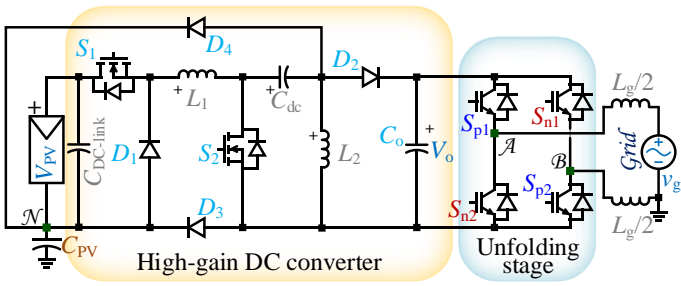 S1
D4
D2
L1
Cdc
Sp1
Sn1
Lg/2
+
VPV
CDC-link
D1
S2
L2
Co
+
Vo
A
B
Grid
vg
N
CPV
D3
Sn2
Sp2
Lg/2
High-gain DC converter
Unfolding
stage